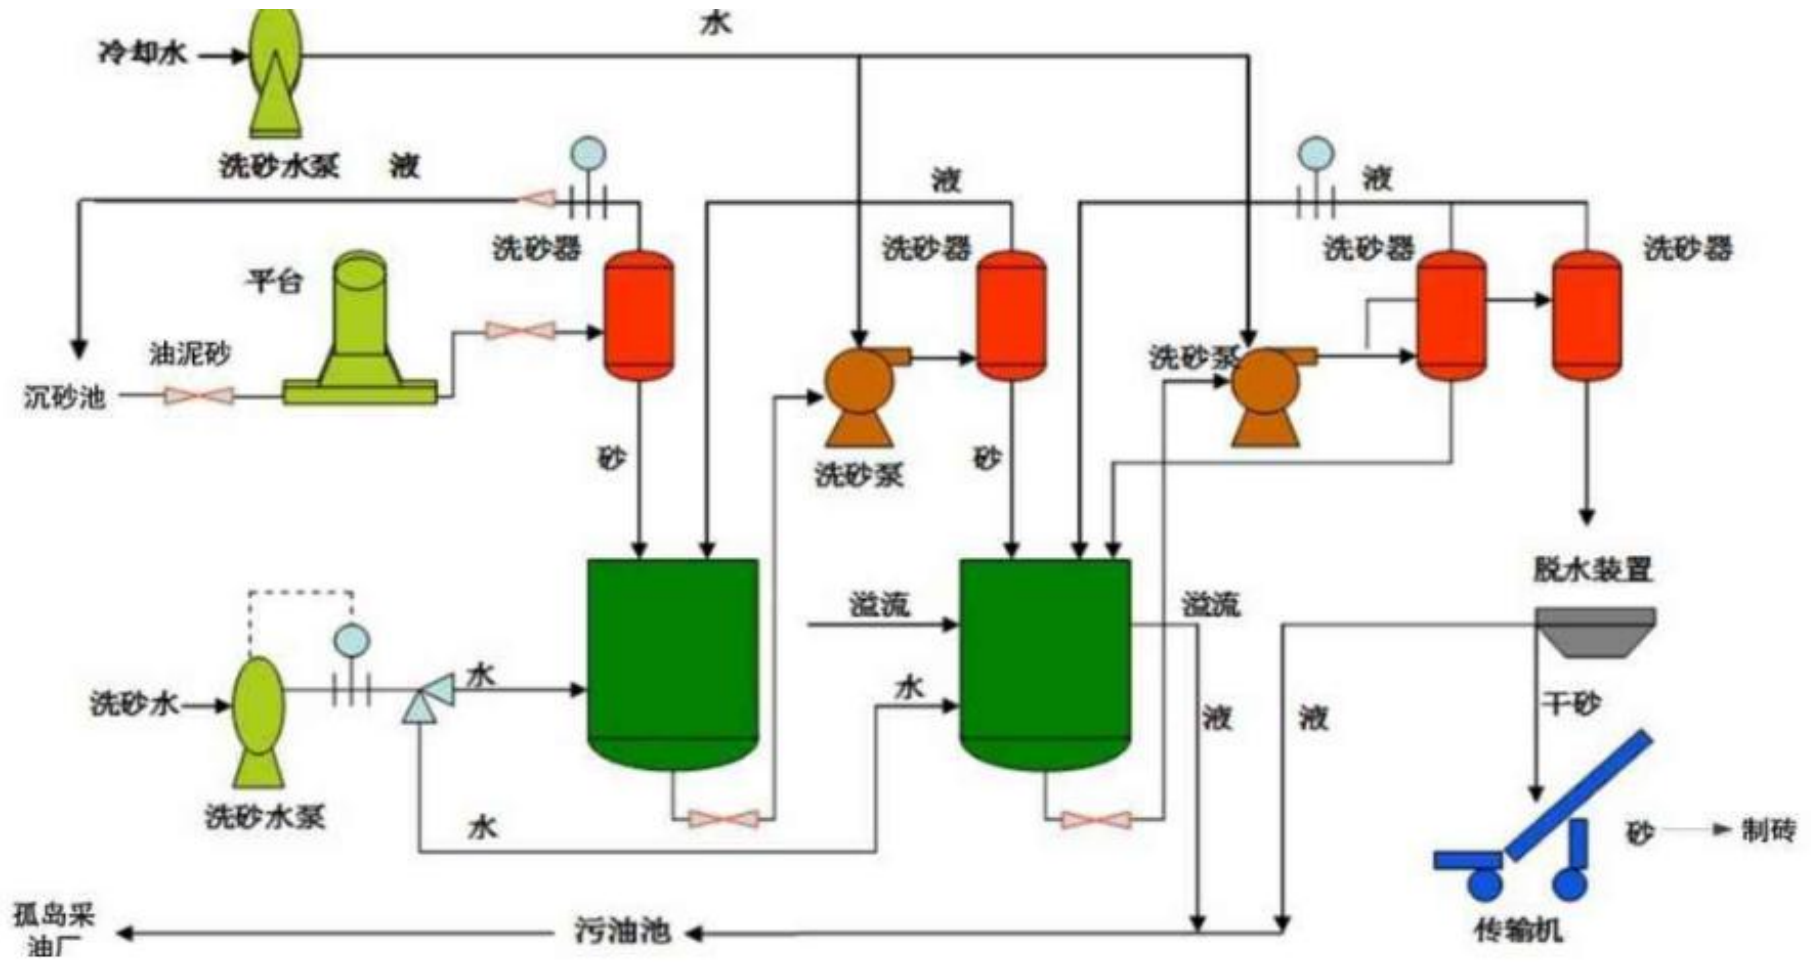 水
冷却水
洗砂水泵
液
液
液
洗砂器
洗砂器
洗砂器
洗砂器
平台
油泥砂
沉砂池
洗砂泵
砂
洗砂泵
砂
脱水装置
溢流
溢流
水
水
洗砂水
液
液
干砂
洗砂水泵
水
砂
制砖
孤岛采
油厂
污油池
传输机